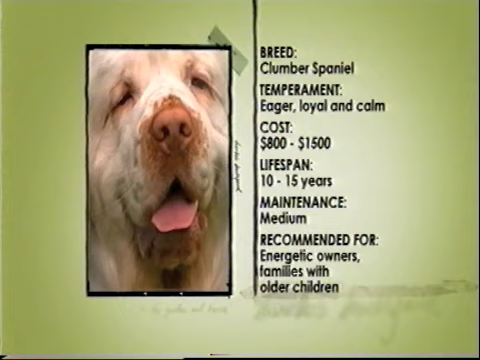 BREED:
Clumber Spaniel
TEMPERAMENT:
Eager, loyal and calm
COST:
$800 - $1500
LIFESPAN:
10 - 15 years
MAINTENANCE:
Medium
RECOMMENDED FOR:
Energetic owners,
families with
older children